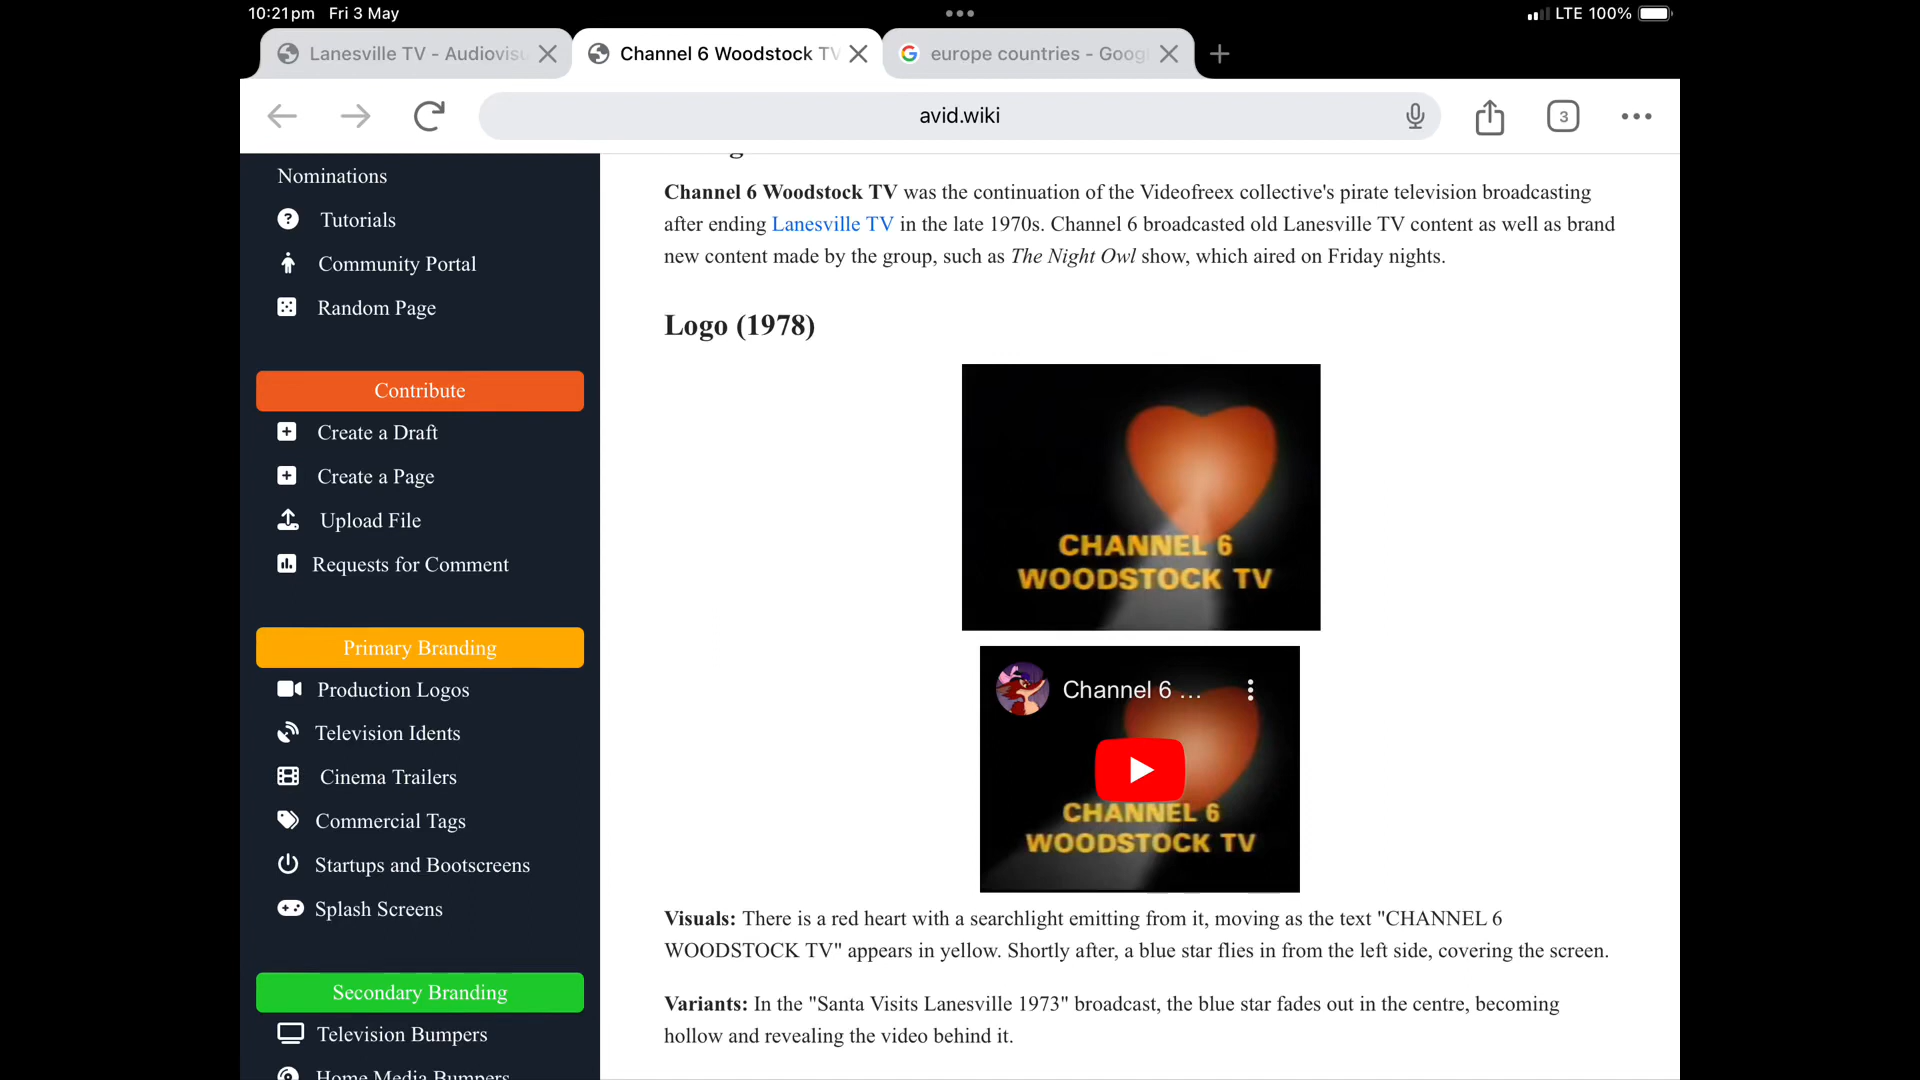 10:21pm Fri 3 May
LTE 100%
Lanesville TV - Audiovisu
Channel 6 Woodstock TV
europe countries - Goog
avid.wiki
3
Nominations
Tutorials
Community Portal
Random Page
Contribute
Create a Draft
Create a Page
Upload File
Requests for Comment
Primary Branding
Production Logos
Television Idents
Cinema Trailers
Commercial Tags
Startups and Bootscreens
Splash Screens
Secondary Branding
Television Bumpers
Home Media Bumpers
Channel 6 Woodstock TV was the continuation of the Videofreex collective's pirate television broadcasting
after ending Lanesville TV in the late 1970s. Channel 6 broadcasted old Lanesville TV content as well as brand
new content made by the group, such as The Night Owl show, which aired on Friday nights.
Logo (1978)
CHANNEL 6
WOODSTOCK TV
Channel 6 ...
CHANNEL 6
WOODSTOCK TV
Visuals: There is a red heart with a searchlight emitting from it, moving as the text "CHANNEL 6
WOODSTOCK TV" appears in yellow. Shortly after, a blue star flies in from the left side, covering the screen.
Variants: In the "Santa Visits Lanesville 1973" broadcast, the blue star fades out in the centre, becoming
hollow and revealing the video behind it.